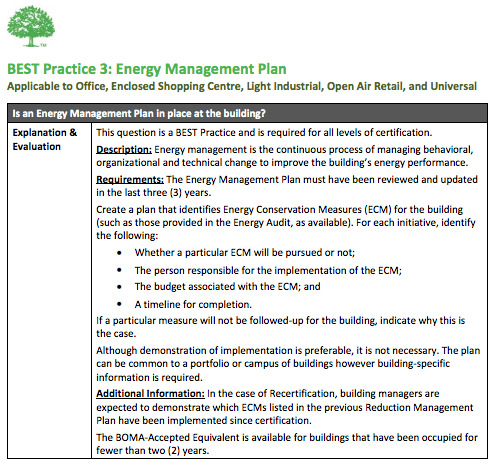 TM
BEST Practice 3: Energy Management Plan
Applicable to Office, Enclosed Shopping Centre, Light Industrial, Open Air Retail, and Universal
Is an Energy Management Plan in place at the building?
Explanation &
Evaluation
This question is a BEST Practice and is required for all levels of certification.
Description: Energy management is the continuous process of managing behavioral,
organizational and technical change to improve the building's energy performance.
Requirements: The Energy Management Plan must have been reviewed and updated
in the last three (3) years.
Create a plan that identifies Energy Conservation Measures (ECM) for the building
(such as those provided in the Energy Audit, as available). For each initiative, identify
the following:
• Whether a particular ECM will be pursued or not;
• The person responsible for the implementation of the ECM;
• The budget associated with the ECM; and
• A timeline for completion.
If a particular measure will not be followed-up for the building, indicate why this is
the case.
Although demonstration of implementation is preferable, it is not necessary. The plan
can be common to a portfolio or campus of buildings however building-specific
information is required.
Additional Information: In the case of Recertification, building managers are
expected to demonstrate which ECMs listed in the previous Reduction Management
Plan have been implemented since certification.
The BOMA-Accepted Equivalent is available for buildings that have been occupied for
fewer than two (2) years.